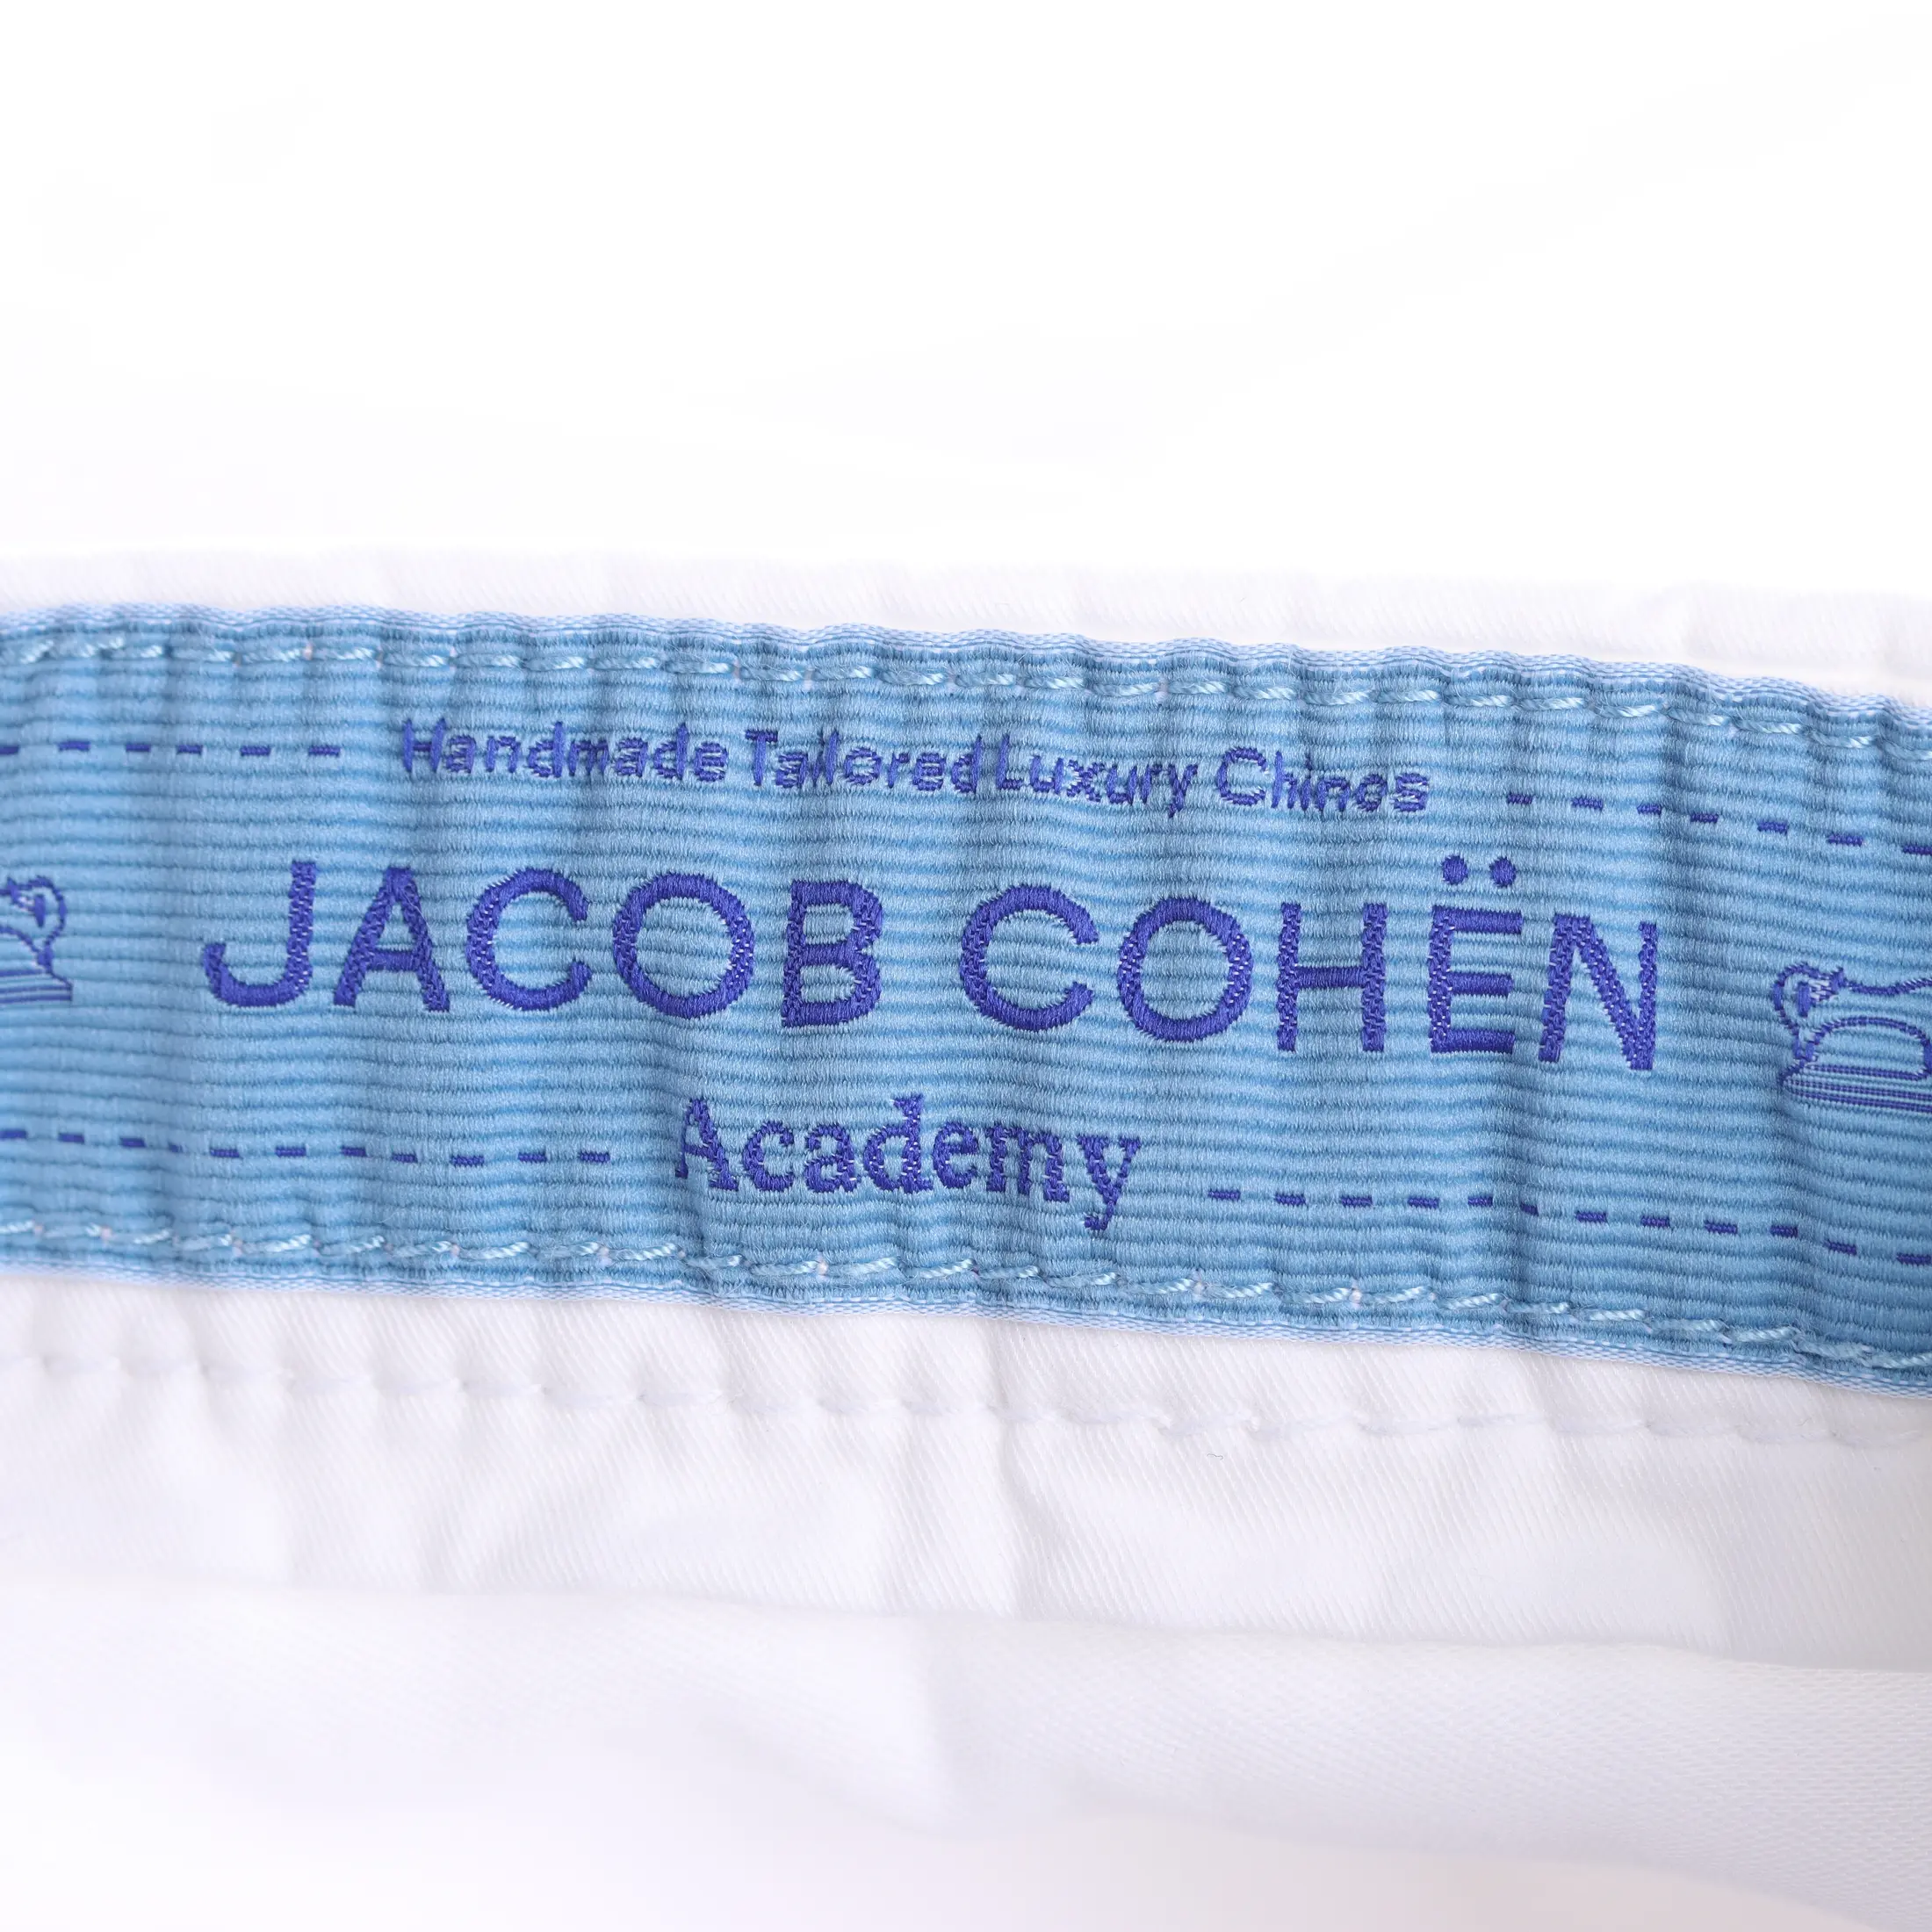 Handmade Tailored Luxury Chinos
JACOB COHËN
Academy